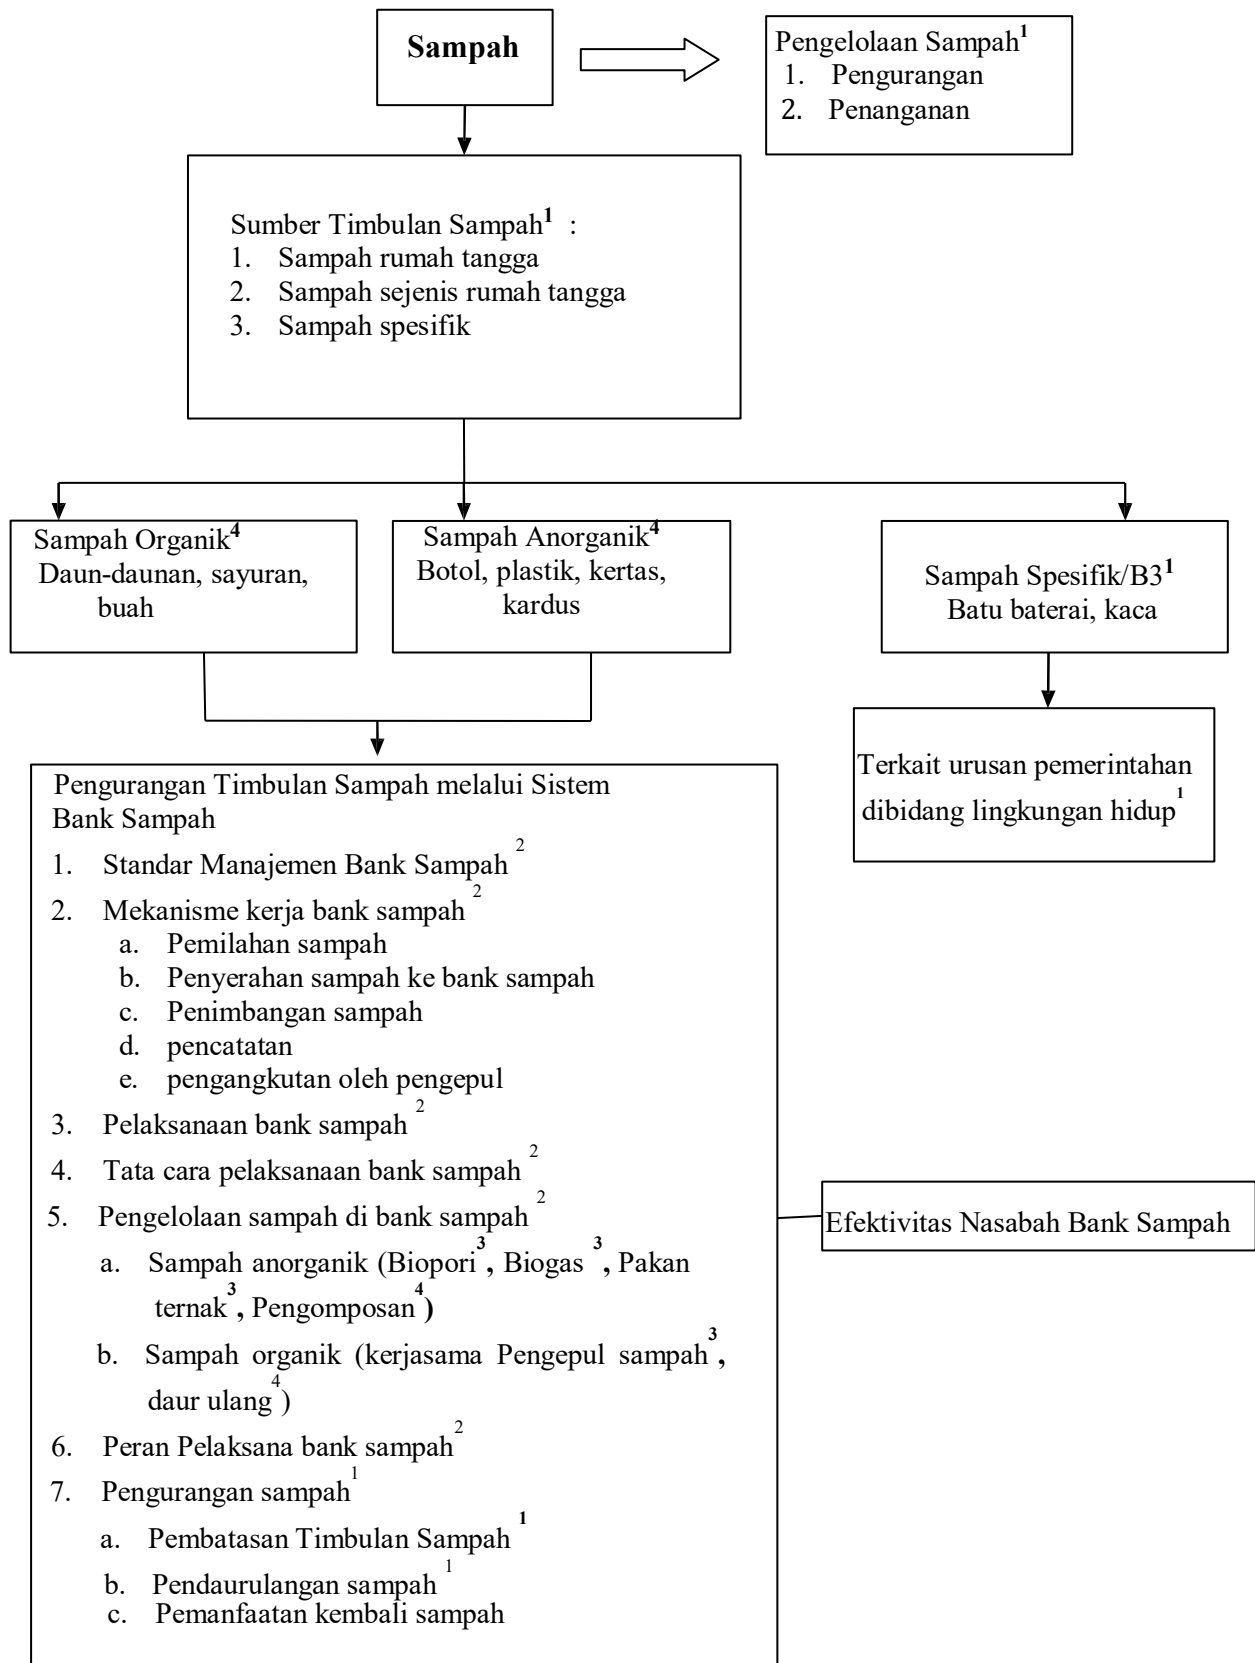 Sampah
Pengelolaan Sampah¹
1. Pengurangan
2. Penanganan
Sumber Timbulan Sampah¹ :
1. Sampah rumah tangga
2. Sampah sejenis rumah tangga
3. Sampah spesifik
Sampah Organik⁴
Daun-daunan, sayuran,
buah
Sampah Anorganik⁴
Botol, plastik, kertas,
kardus
Sampah Spesifik/B3¹
Batu baterai, kaca
Terkait urusan pemerintahan
dibidang lingkungan hidup¹
Pengurangan Timbulan Sampah melalui Sistem
Bank Sampah
1. Standar Manajemen Bank Sampah ²
2. Mekanisme kerja bank sampah ²
a. Pemilahan sampah
b. Penyerahan sampah ke bank sampah
c. Penimbangan sampah
d. pencatatan
e. pengangkutan oleh pengepul
3. Pelaksanaan bank sampah ²
4. Tata cara pelaksanaan bank sampah ²
5. Pengelolaan sampah di bank sampah ²
a. Sampah anorganik (Biopori³, Biogas ³, Pakan
ternak³, Pengomposan⁴)
b. Sampah organik (kerjasama Pengepul sampah³,
daur ulang⁴)
6. Peran Pelaksana bank sampah²
7. Pengurangan sampah¹
a. Pembatasan Timbulan Sampah ¹
b. Pendaurulangan sampah ¹
c. Pemanfaatan kembali sampah
Efektivitas Nasabah Bank Sampah